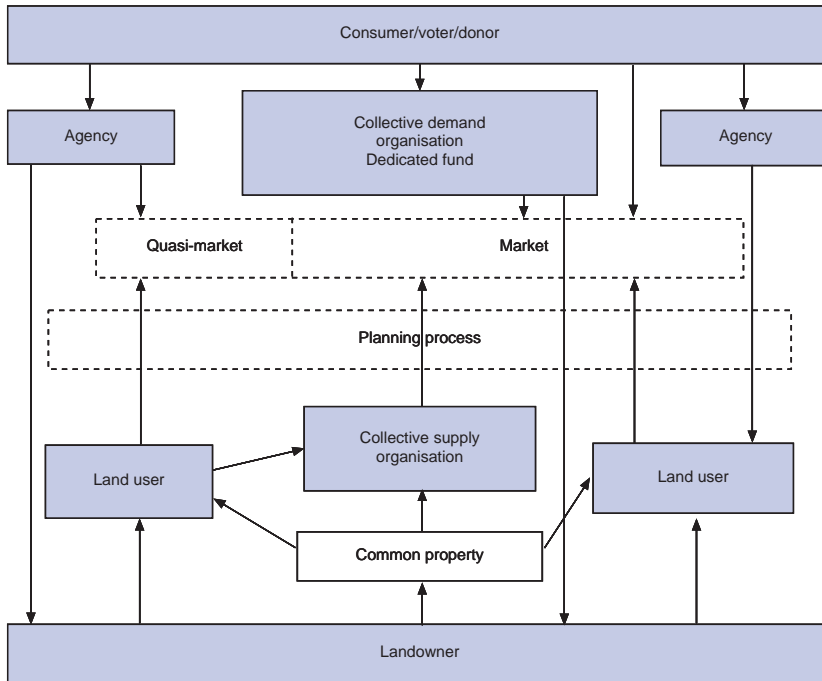 Consumer/voter/donor
Agency
Collective demand
organisation
Dedicated fund
Agency
Quasi-market
Market
Planning process
Collective supply
organisation
Land user
Land user
Common property
Landowner